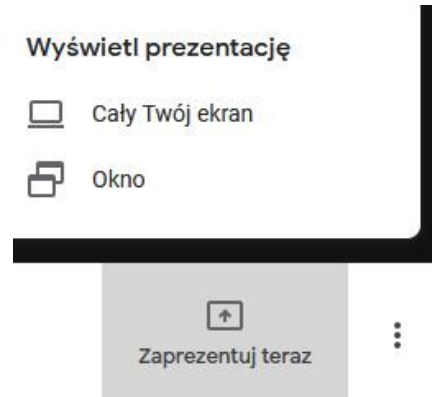 Wyświetl prezentację
Cały Twój ekran
Okno
Zaprezentuj teraz